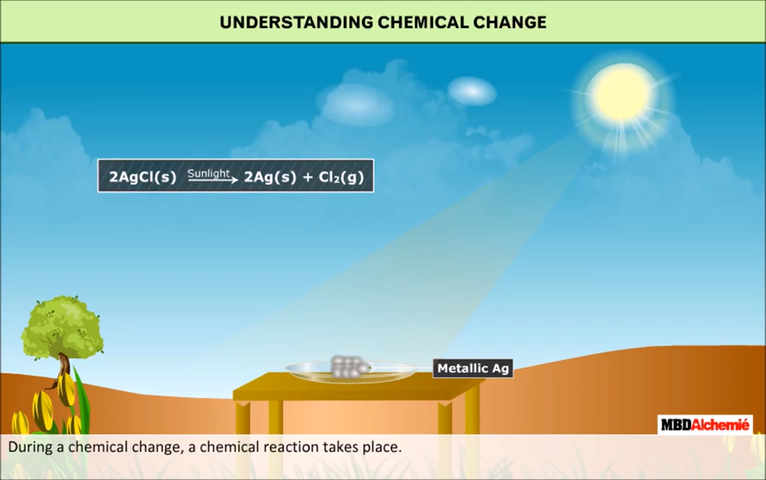 UNDERSTANDING CHEMICAL CHANGE
2AgCl(s) Sunlight⟶ 2Ag(s) + Cl₂(g)
Metallic Ag
MBDAlchemié
During a chemical change, a chemical reaction takes place.